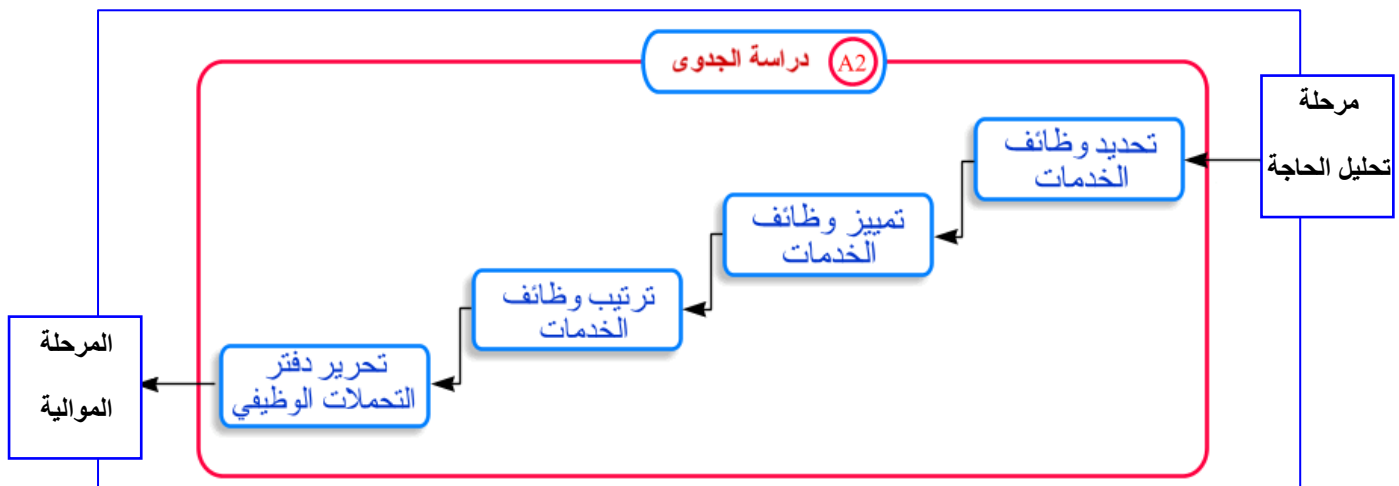 A2 دراسة الجدوى
مرحلة
تحليل الحاجة
تحديد وظائف
الخدمات
تمييز وظائف
الخدمات
ترتيب وظائف
الخدمات
تحرير دفتر
التحملات الوظيفي
المرحلة
الموالية